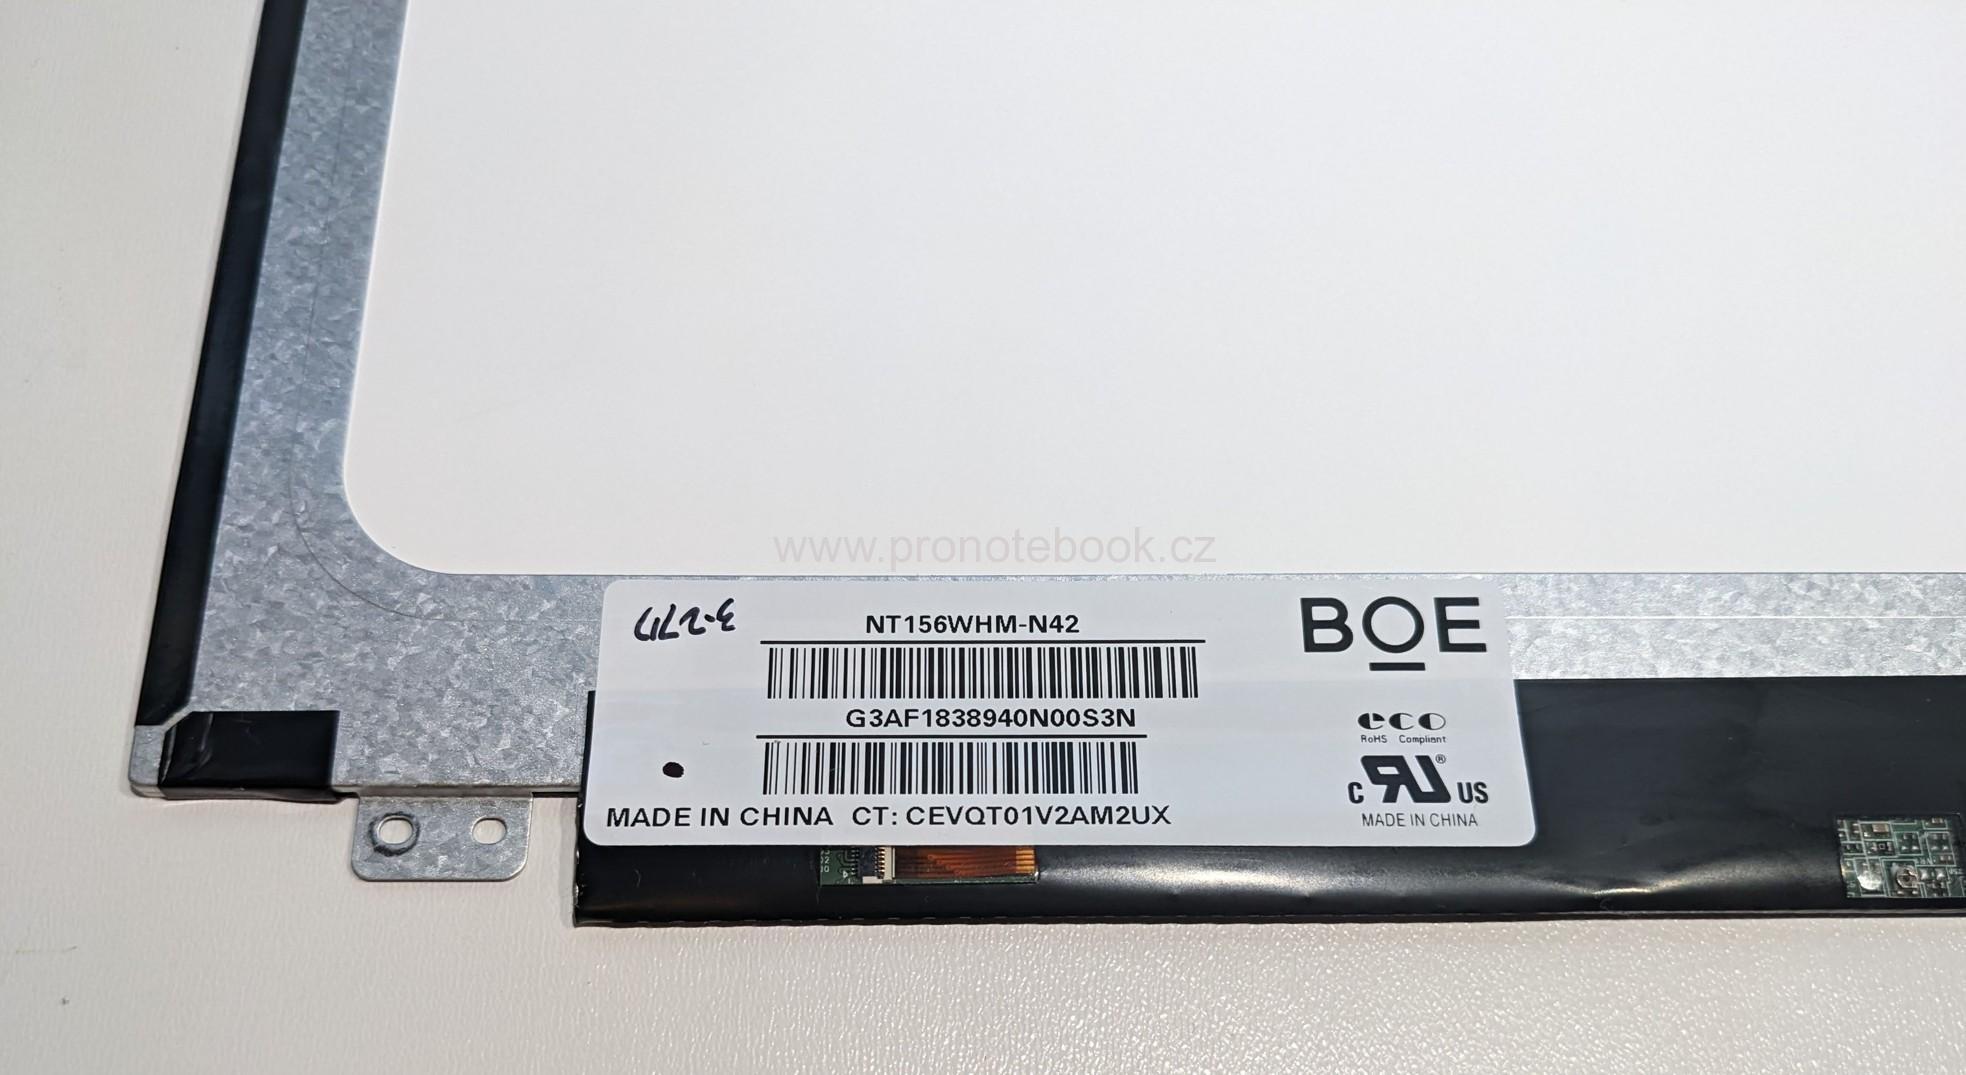 www.pronotebook.cz
NT156WHM-N42
BOE
G3AF1838940N00S3N
eco
RoHS Compliant
C RU® US
MADE IN CHINA CT: CEVQT01V2AM2UX
MADE IN CHINA